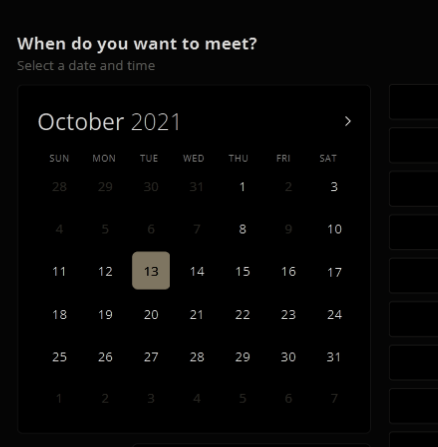 When do you want to meet?
Select a date and time
October 2021 >
SUN MON TUE WED THU FRI SAT
28 29 30 31 1 2 3
4 5 6 7 8 9 10
11 12 13 14 15 16 17
18 19 20 21 22 23 24
25 26 27 28 29 30 31
1 2 3 4 5 6 7